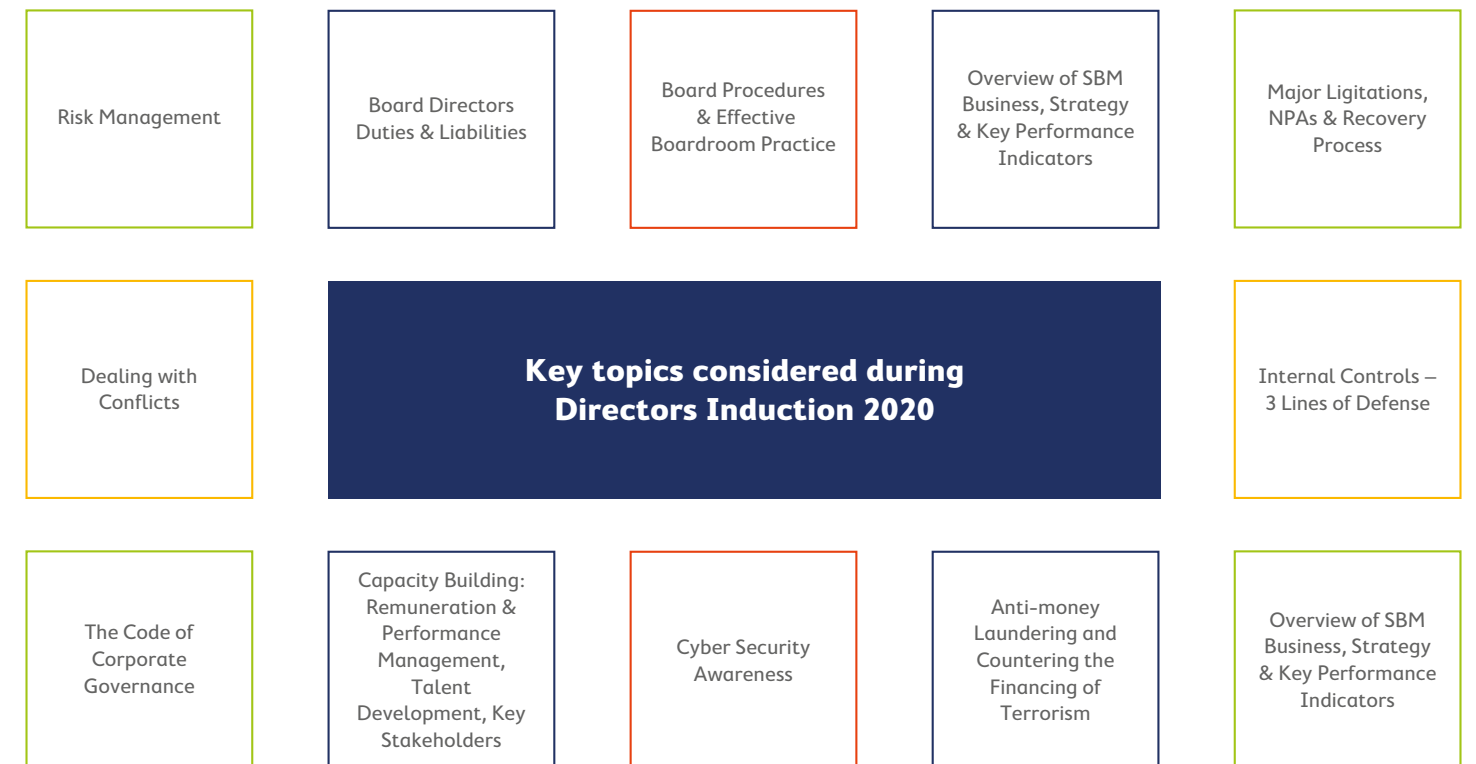 Risk Management
Board Directors
Duties & Liabilities
Board Procedures
& Effective
Boardroom Practice
Overview of SBM
Business, Strategy
& Key Performance
Indicators
Major Ligitations,
NPAs & Recovery
Process
Dealing with
Conflicts
Key topics considered during
Directors Induction 2020
Internal Controls –
3 Lines of Defense
The Code of
Corporate
Governance
Capacity Building:
Remuneration &
Performance
Management,
Talent
Development, Key
Stakeholders
Cyber Security
Awareness
Anti-money
Laundering and
Countering the
Financing of
Terrorism
Overview of SBM
Business, Strategy
& Key Performance
Indicators